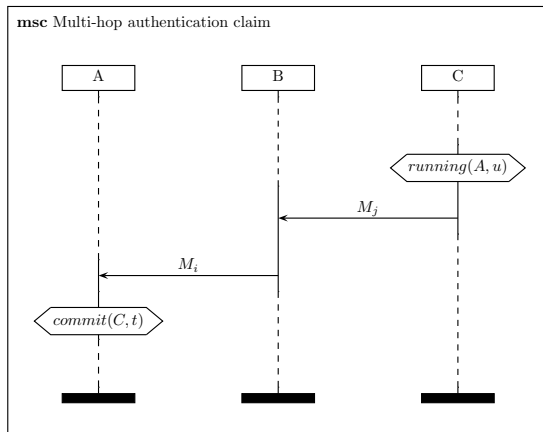 msc Multi-hop authentication claim
A B C
running(A, u)
M_j
M_i
commit(C, t)